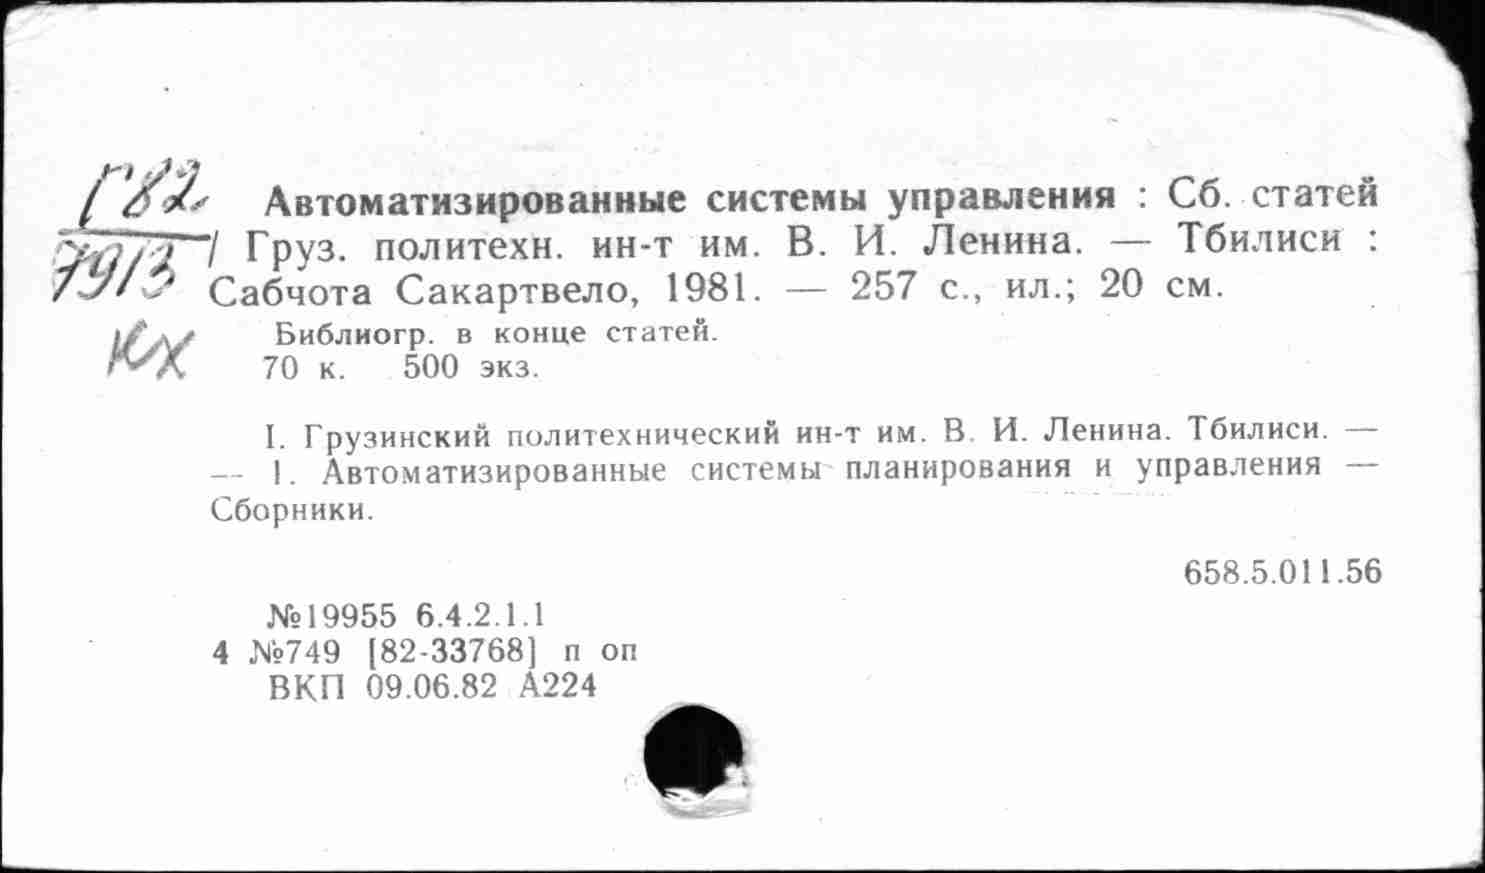 Г82
7913
кх
Автоматизированные системы управления : Сб. статей
/ Груз. политехн. ин-т им. В. И. Ленина. — Тбилиси :
Сабчота Сакартвело, 1981. — 257 с., ил.; 20 см.
Библиогр. в конце статей.
70 к. 500 экз.
I. Грузинский политехнический ин-т им. В. И. Ленина. Тбилиси. —
— 1. Автоматизированные системы планирования и управления —
Сборники.
658.5.011.56
№19955 6.4.2.1.1
4 №749 [82-33768] п оп
ВКП 09.06.82 А224